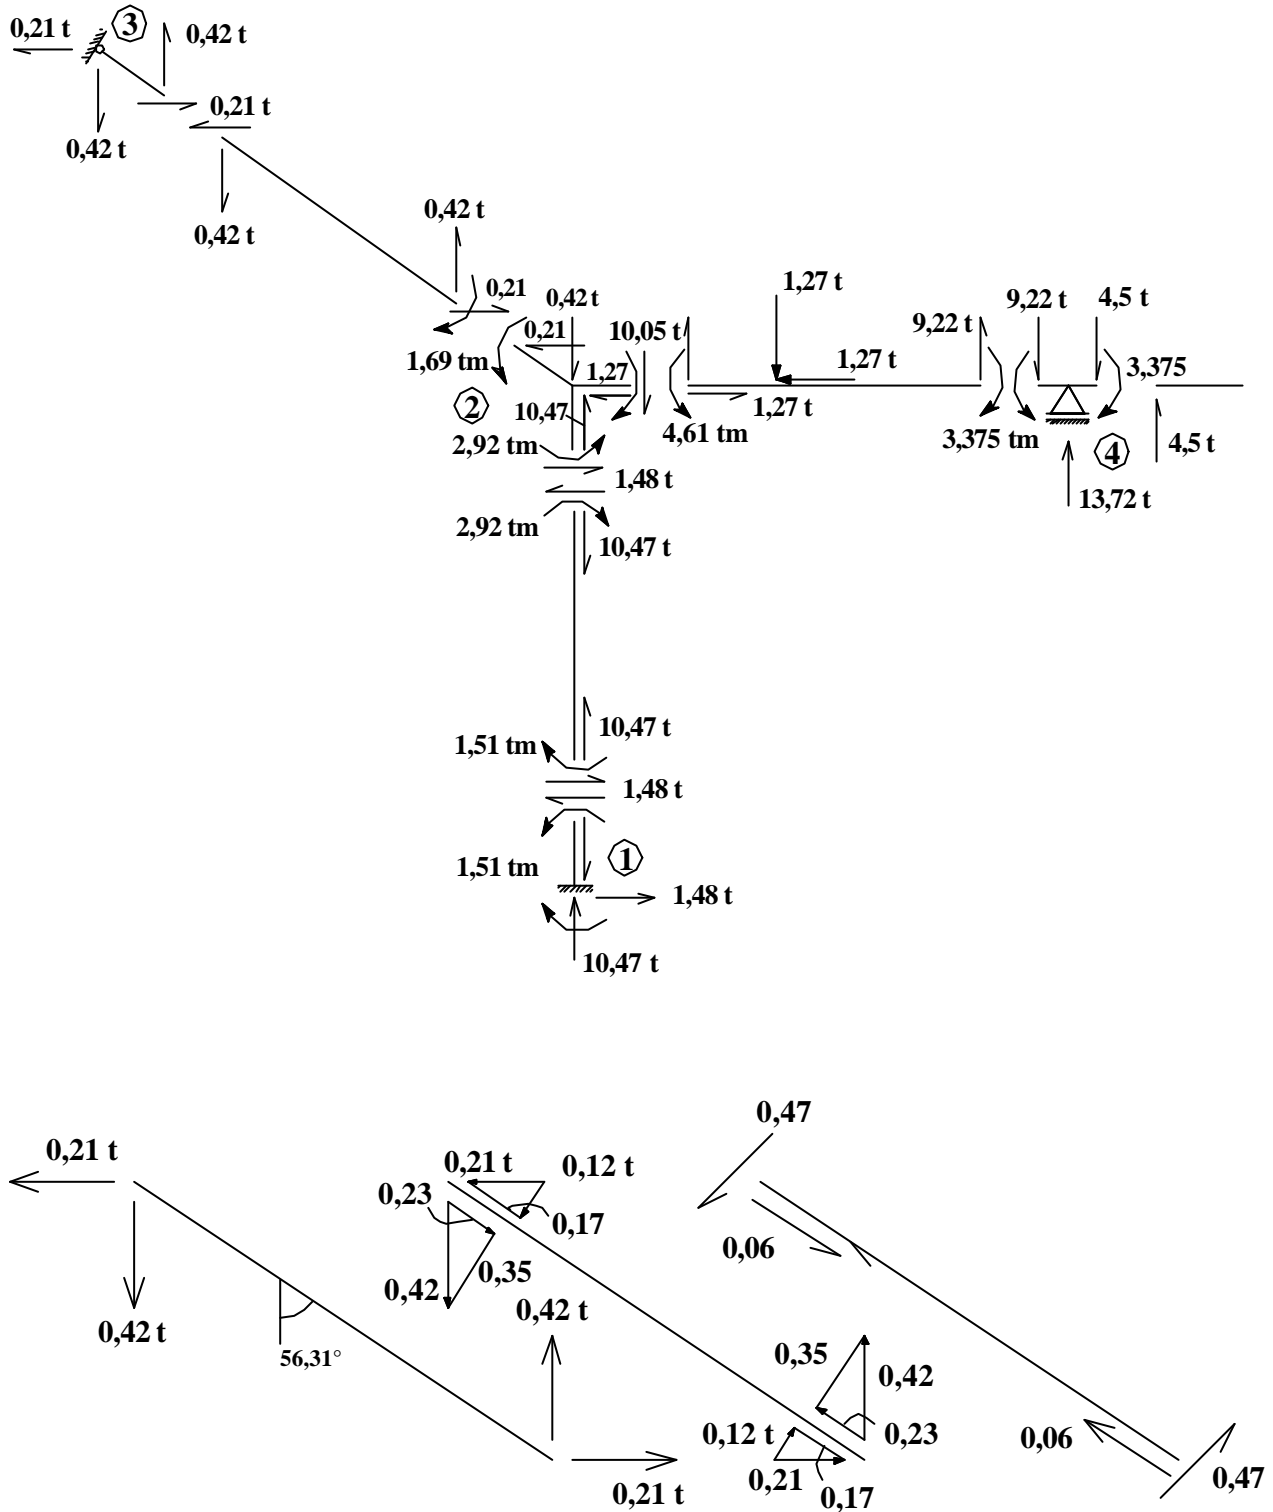 0,21 t
3
0,42 t
0,21 t
0,42 t
0,42 t
0,42 t
0,21
0,42 t
0,21
10,05 t
1,27 t
9,22 t
9,22 t
4,5 t
1,69 tm
1,27
1,27 t
1,27 t
3,375
2
10,47
4,61 tm
3,375 tm
4
4,5 t
2,92 tm
1,48 t
13,72 t
2,92 tm
10,47 t
10,47 t
1,51 tm
1,48 t
1,51 tm
1
1,48 t
10,47 t
0,47
0,21 t
0,21 t
0,12 t
0,23
0,17
0,06
0,35
0,42
0,42 t
0,42 t
56,31°
0,35
0,42
0,12 t
0,23
0,06
0,21
0,17
0,21 t
0,47